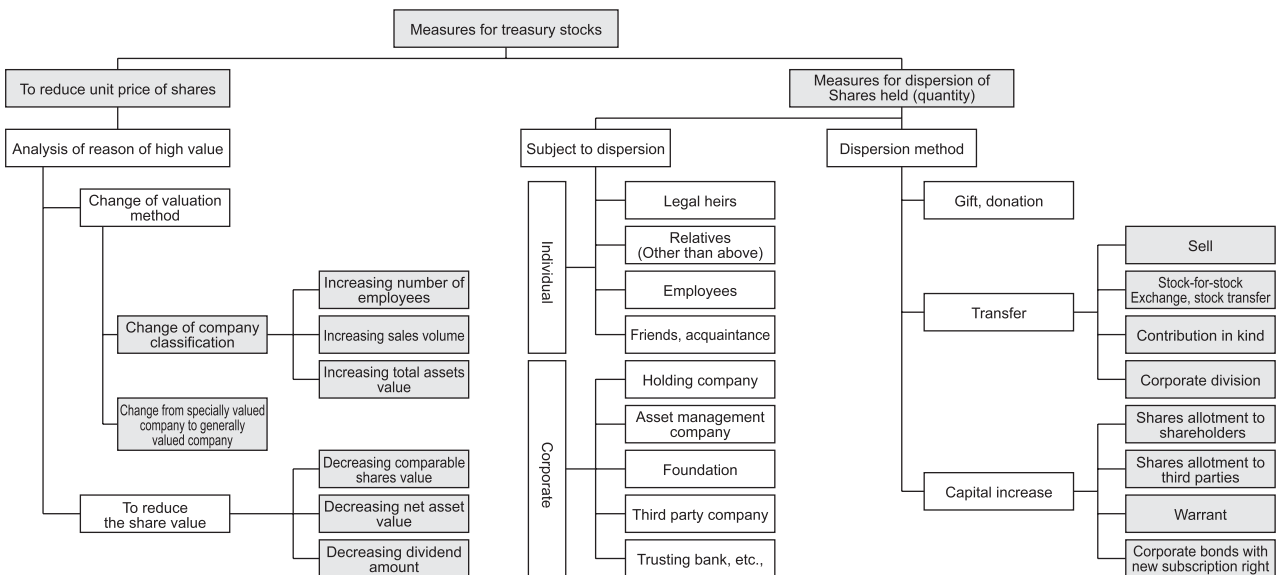 Measures for treasury stocks
To reduce unit price of shares
Measures for dispersion of
Shares held (quantity)
Analysis of reason of high value
Subject to dispersion
Dispersion method
Change of valuation
method
Increasing number of
employees
Change of company
classification
Increasing sales volume
Increasing total assets
value
Change from specially valued
company to generally
valued company
To reduce
the share value
Decreasing comparable
shares value
Decreasing net asset
value
Decreasing dividend
amount
Individual
Legal heirs
Relatives
(Other than above)
Employees
Friends, acquaintance
Corporate
Holding company
Asset management
company
Foundation
Third party company
Trusting bank, etc.,
Gift, donation
Transfer
Sell
Stock-for-stock
Exchange, stock transfer
Contribution in kind
Corporate division
Capital increase
Shares allotment to
shareholders
Shares allotment to
third parties
Warrant
Corporate bonds with
new subscription right